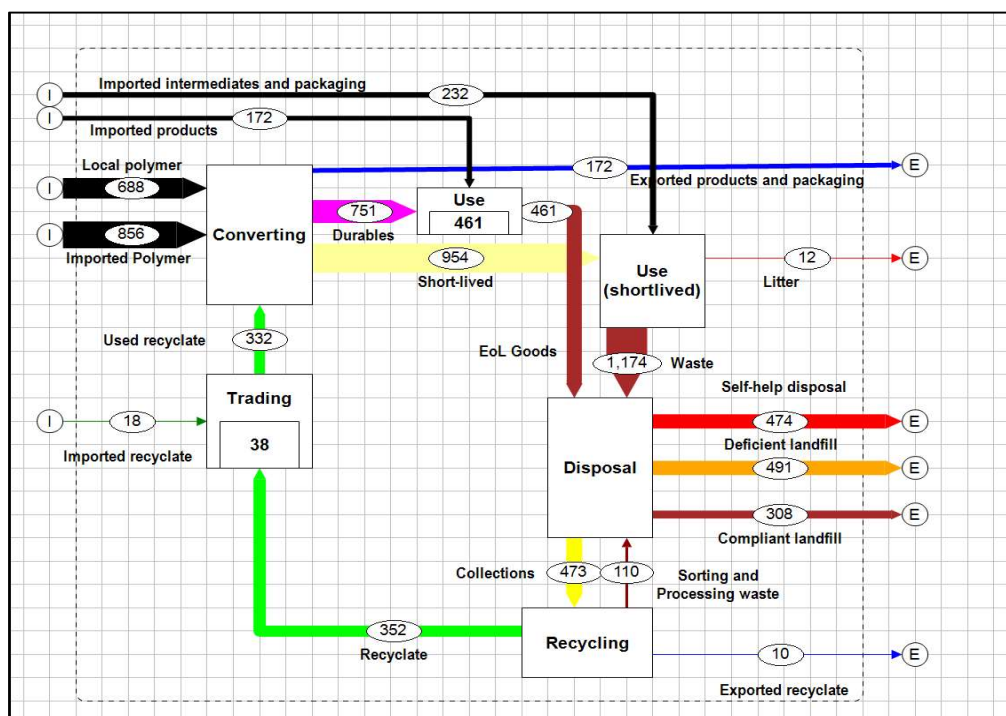 Imported intermediates and packaging
I
232
I
Imported products
172
Local polymer
I
688
172
E
Exported products and packaging
Use
461
461
751
Durables
Converting
I
856
Imported Polymer
954
Short-lived
Use
(shortlived)
12
E
Litter
Used recyclate
332
EoL Goods
1,174
Waste
Trading
38
I
18
Imported recyclate
Self-help disposal
474
E
Deficient landfill
Disposal
491
E
308
E
Compliant landfill
Collections
473
110
Sorting and
Processing waste
352
Recyclate
Recycling
10
E
Exported recyclate